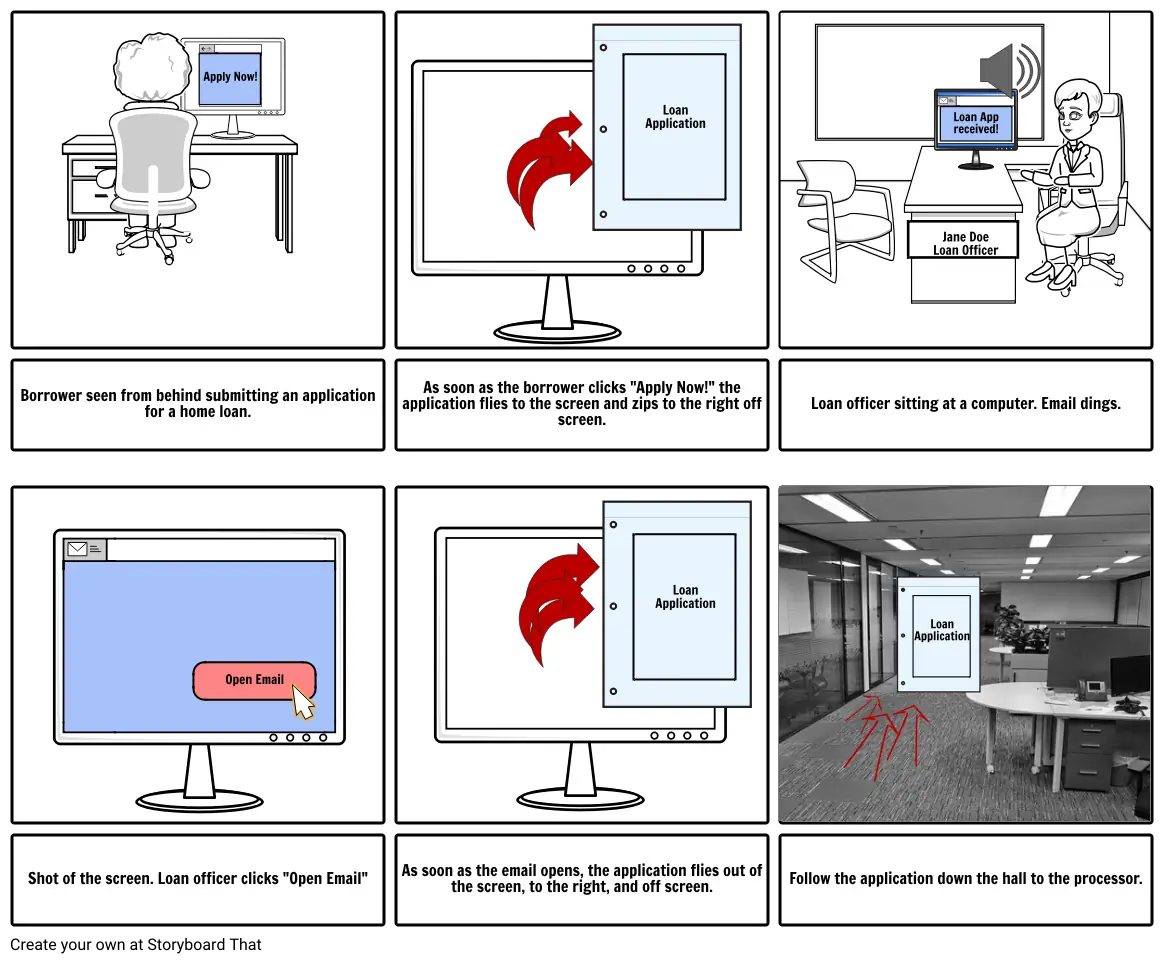 Apply Now!
Loan
Application
Loan App
received!
Jane Doe
Loan Officer
Borrower seen from behind submitting an application
for a home loan.
As soon as the borrower clicks "Apply Now!" the
application flies to the screen and zips to the right off
screen.
Loan officer sitting at a computer. Email dings.
Open Email
Loan
Application
Loan
Application
Shot of the screen. Loan officer clicks "Open Email"
As soon as the email opens, the application flies out of
the screen, to the right, and off screen.
Follow the application down the hall to the processor.
Create your own at Storyboard That